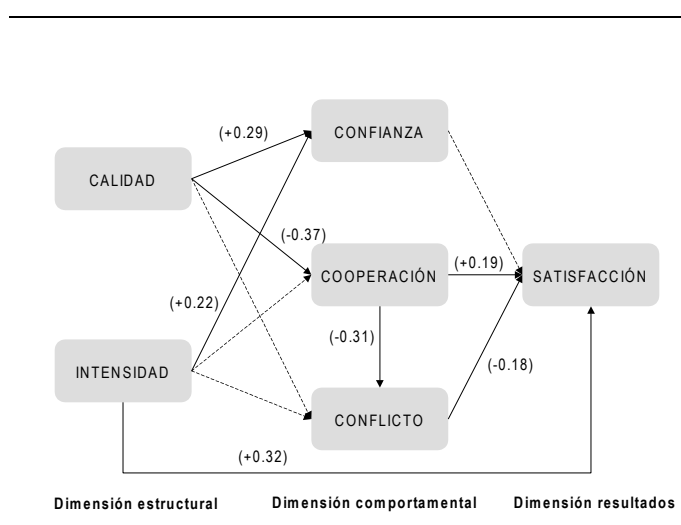 (+0.29)
CONFIANZA
CALIDAD
(-0.37)
COOPERACIÓN
(+0.19)
SATISFACCIÓN
(+0.22)
(-0.31)
INTENSIDAD
(-0.18)
CONFLICTO
(+0.32)
Dimensión estructural
Dimensión comportamental
Dimensión resultados